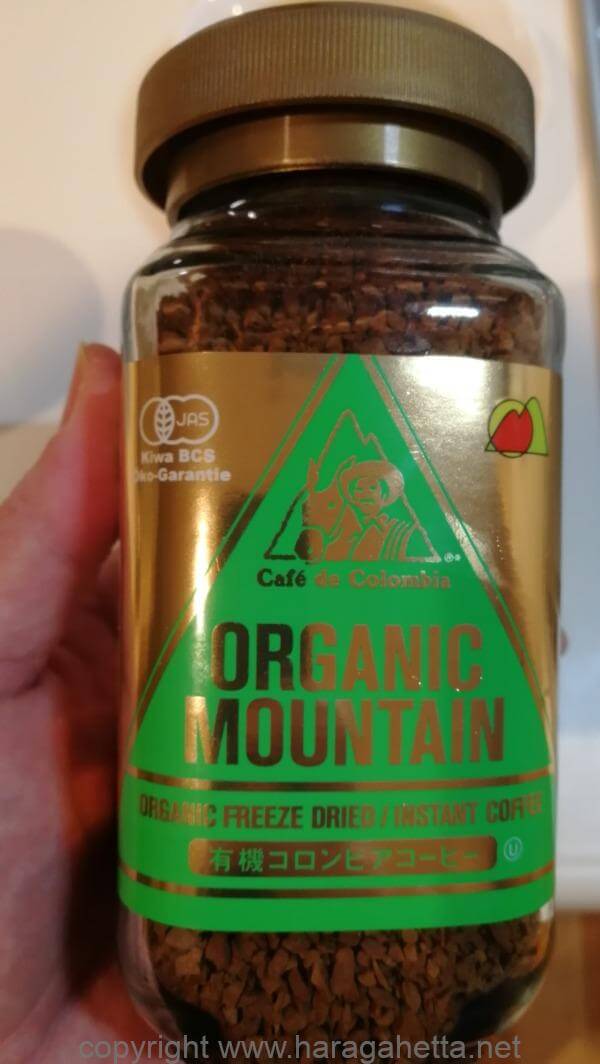 JAS
Kiwa BCS
Öko-Garantie
Café de Colombia
ORGANIC
MOUNTAIN
ORGANIC FREEZE DRIED / INSTANT COFFEE
有機コロンビアコーヒー U
copyright www.haragahetta.net